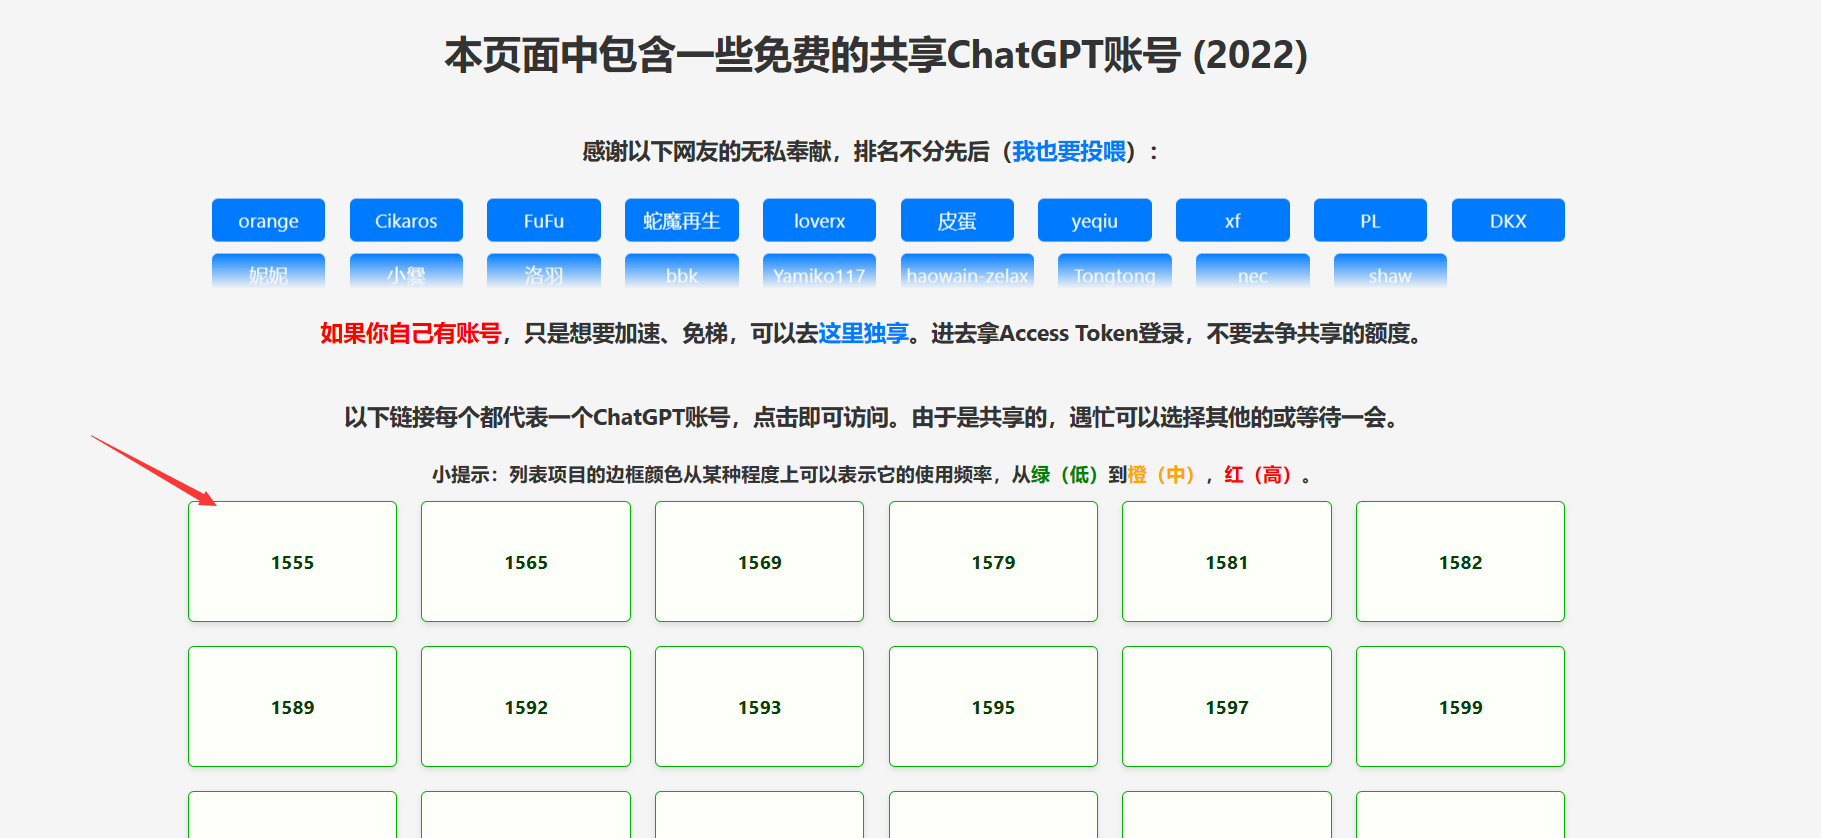 本页面中包含一些免费的共享ChatGPT账号 (2022)
感谢以下网友的无私奉献，排名不分先后（我也要投喂）：
orange Cikaros FuFu 蛇魔再生 loverx 皮蛋 yeqiu xf PL DKX
妮妮 小爨 洛羽 bbk Yamiko117 haowain-zelax Tongtong nec shaw
如果你自己有账号，只是想要加速、免梯，可以去这里独享。进去拿Access Token登录，不要去争共享的额度。
以下链接每个都代表一个ChatGPT账号，点击即可访问。由于是共享的，遇忙可以选择其他的或等待一会。
小提示：列表项目的边框颜色从某种程度上可以表示它的使用频率，从绿（低）到橙（中），红（高）。
1555 1565 1569 1579 1581 1582
1589 1592 1593 1595 1597 1599